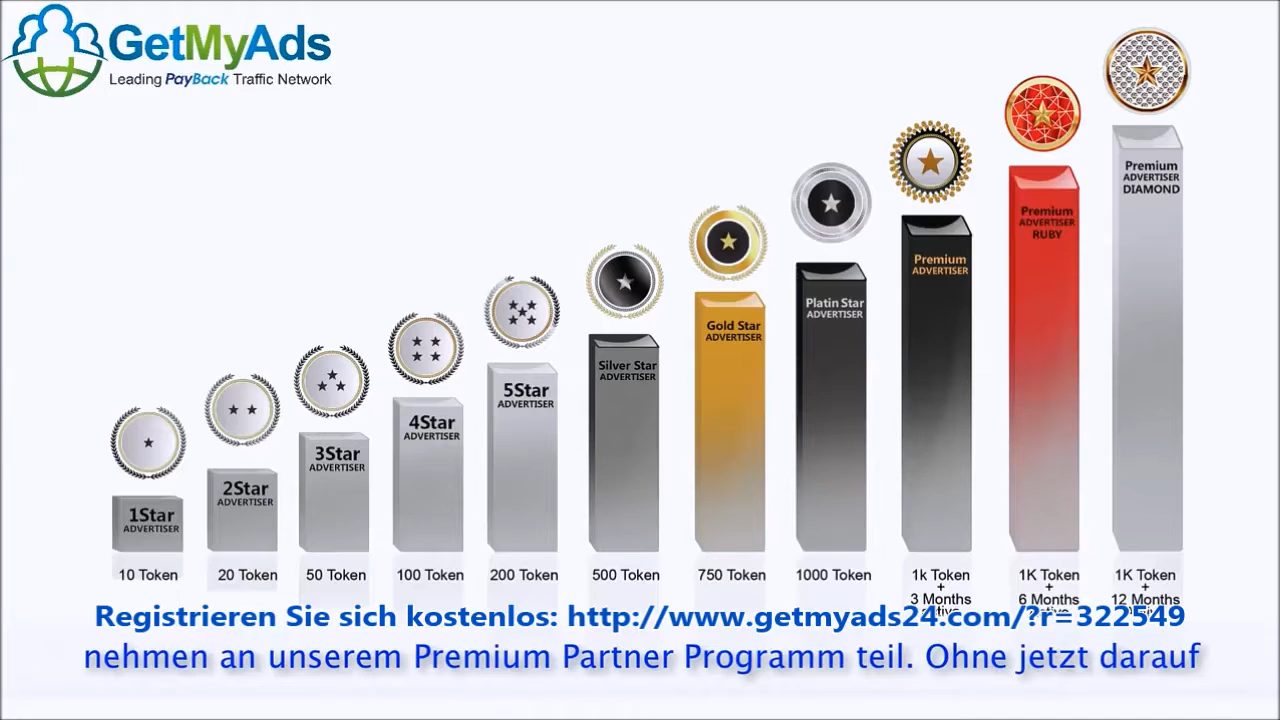 GetMyAds
Leading PayBack Traffic Network
1Star
ADVERTISER
10 Token
2Star
ADVERTISER
20 Token
3Star
ADVERTISER
50 Token
4Star
ADVERTISER
100 Token
5Star
ADVERTISER
200 Token
Silver Star
ADVERTISER
500 Token
Gold Star
ADVERTISER
750 Token
Platin Star
ADVERTISER
1000 Token
Premium
ADVERTISER
1k Token
+
3 Months
Premium
ADVERTISER
RUBY
1K Token
+
6 Months
Premium
ADVERTISER
DIAMOND
1K Token
+
12 Months
Registrieren Sie sich kostenlos: http://www.getmyads24.com/?r=322549
nehmen an unserem Premium Partner Programm teil. Ohne jetzt darauf